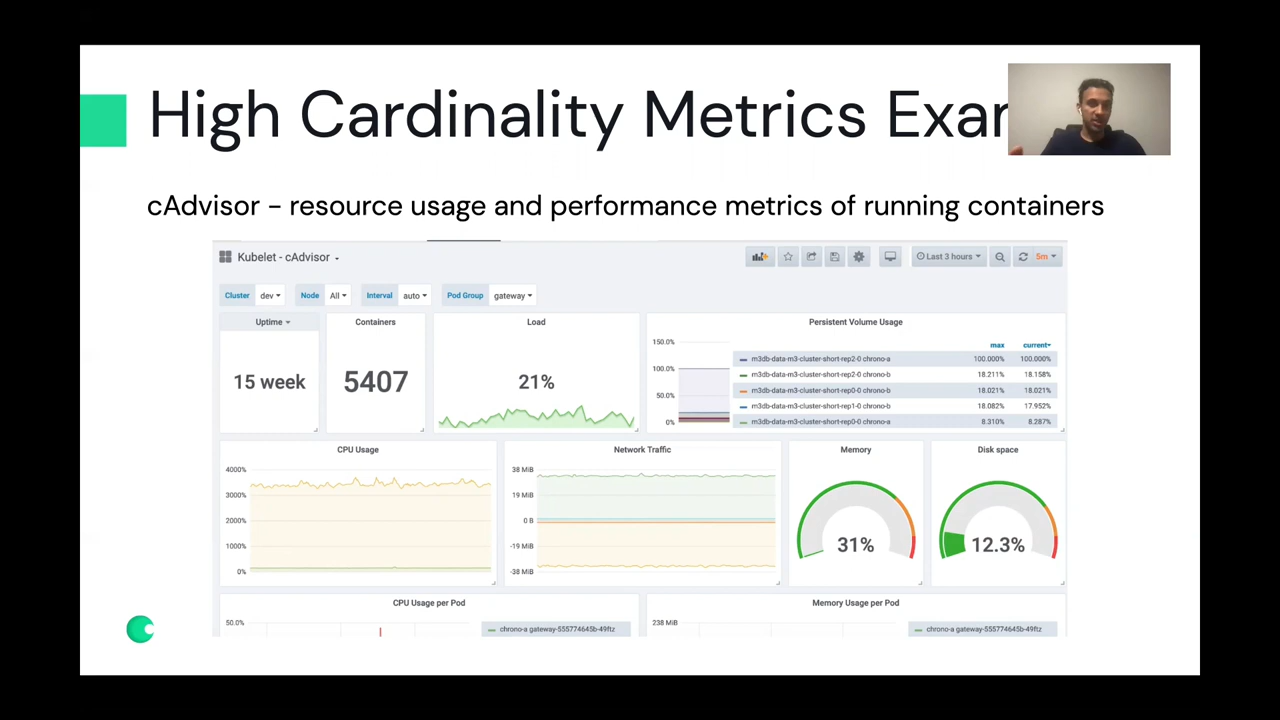 High Cardinality Metrics Exar
cAdvisor – resource usage and performance metrics of running containers
Kubelet - cAdvisor
Last 3 hours
5m
Cluster dev Node All Interval auto Pod Group gateway
Uptime
15 week
Containers
5407
Load
21%
Persistent Volume Usage
150.0%
100.0%
50.0%
0%
max current
m3db-data-m3-cluster-short-rep2-0 chrono-a 100.000% 100.000%
m3db-data-m3-cluster-short-rep2-0 chrono-b 18.211% 18.158%
m3db-data-m3-cluster-short-rep0-0 chrono-b 18.021% 18.021%
m3db-data-m3-cluster-short-rep1-0 chrono-b 18.082% 17.952%
m3db-data-m3-cluster-short-rep0-0 chrono-a 8.310% 8.287%
CPU Usage
4000%
3000%
2000%
1000%
0%
Network Traffic
38 MiB
19 MiB
0 B
-19 MiB
-38 MiB
Memory
31%
Disk space
12.3%
CPU Usage per Pod
50.0%
chrono-a gateway-555774645b-49ftz
Memory Usage per Pod
238 MiB
chrono-a gateway-555774645b-49ftz